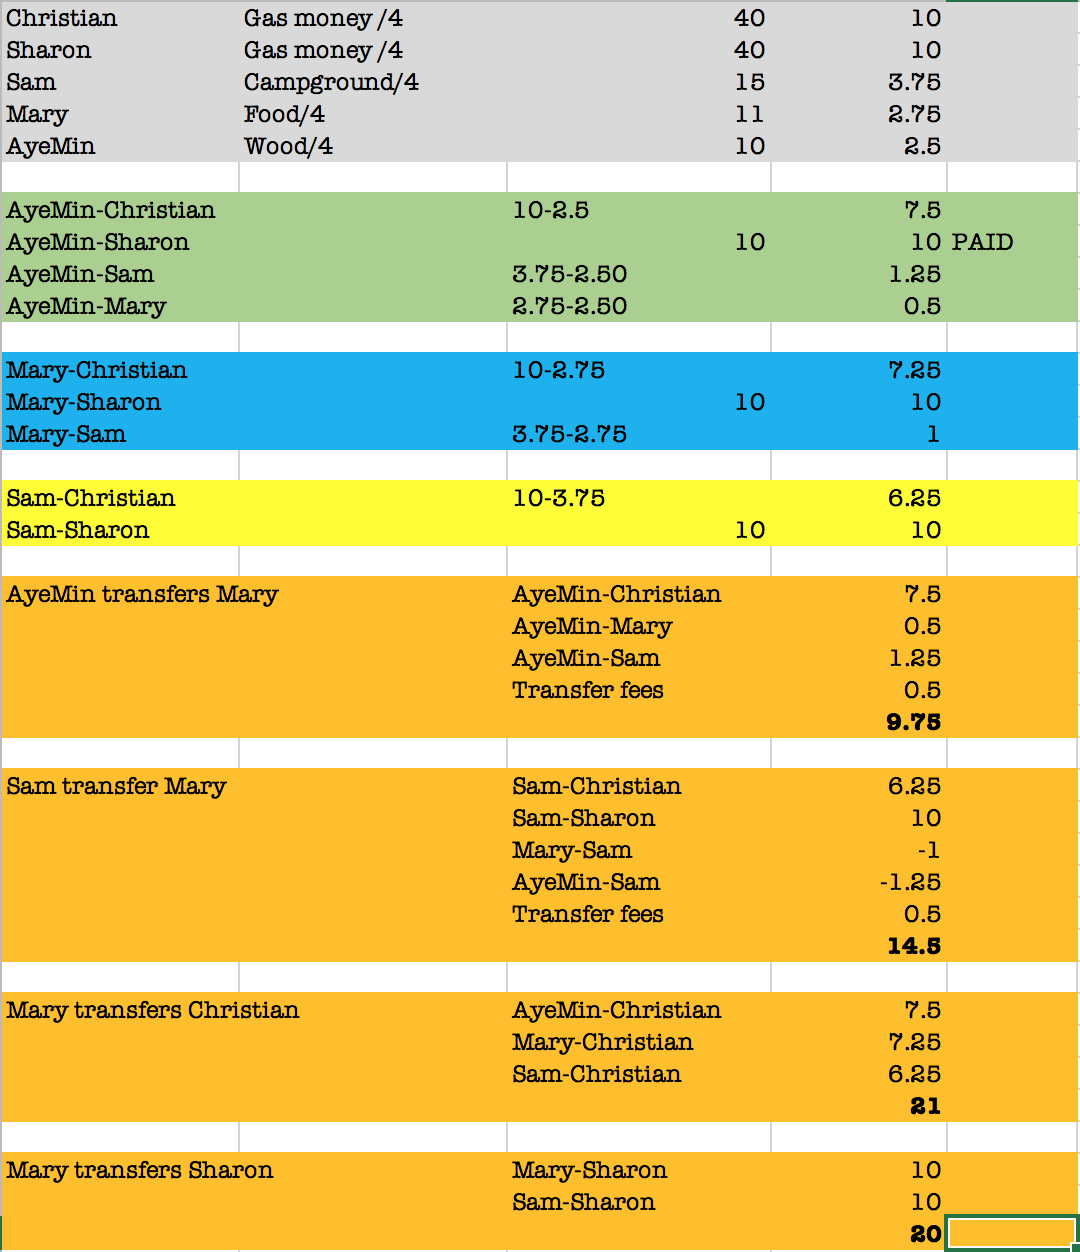 Christian Gas money /4 40 10
Sharon Gas money /4 40 10
Sam Campground/4 15 3.75
Mary Food/4 11 2.75
AyeMin Wood/4 10 2.5
AyeMin-Christian 10-2.5 7.5
AyeMin-Sharon 10 10 PAID
AyeMin-Sam 3.75-2.50 1.25
AyeMin-Mary 2.75-2.50 0.5
Mary-Christian 10-2.75 7.25
Mary-Sharon 10 10
Mary-Sam 3.75-2.75 1
Sam-Christian 10-3.75 6.25
Sam-Sharon 10 10
AyeMin transfers Mary AyeMin-Christian 7.5
AyeMin-Mary 0.5
AyeMin-Sam 1.25
Transfer fees 0.5
9.75
Sam transfer Mary Sam-Christian 6.25
Sam-Sharon 10
Mary-Sam -1
AyeMin-Sam -1.25
Transfer fees 0.5
14.5
Mary transfers Christian AyeMin-Christian 7.5
Mary-Christian 7.25
Sam-Christian 6.25
21
Mary transfers Sharon Mary-Sharon 10
Sam-Sharon 10
20